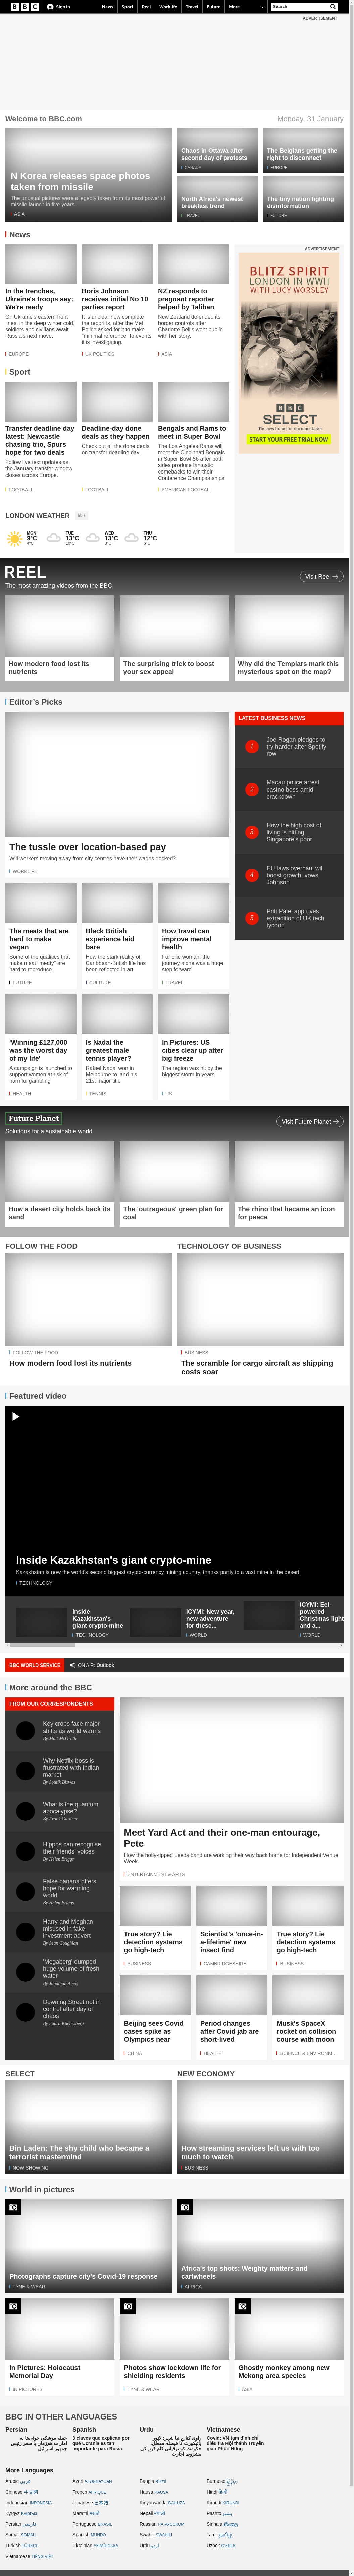 BBC
Sign in
News
Sport
Reel
Worklife
Travel
Future
More
Search
ADVERTISEMENT
Welcome to BBC.com
Monday, 31 January
N Korea releases space photos
taken from missile
The unusual pictures were allegedly taken from its most powerful
missile launch in five years.
ASIA
Chaos in Ottawa after
second day of protests
CANADA
The Belgians getting the
right to disconnect
EUROPE
North Africa's newest
breakfast trend
TRAVEL
The tiny nation fighting
disinformation
FUTURE
News
In the trenches,
Ukraine's troops say:
We're ready
On Ukraine's eastern front
lines, in the deep winter cold,
soldiers and civilians await
Russia's next move.
EUROPE
Boris Johnson
receives initial No 10
parties report
It is unclear how complete
the report is, after the Met
Police asked for it to make
"minimal reference" to events
it is investigating.
UK POLITICS
NZ responds to
pregnant reporter
helped by Taliban
New Zealand defended its
border controls after
Charlotte Bellis went public
with her story.
ASIA
ADVERTISEMENT
BLITZ SPIRIT
LONDON IN WWII
WITH LUCY WORSLEY
BBC
SELECT
The new home for documentaries
START YOUR FREE TRIAL NOW
Sport
Transfer deadline day
latest: Newcastle
chasing trio, Spurs
hope for two deals
Follow live text updates as
the January transfer window
closes across Europe.
FOOTBALL
Deadline-day done
deals as they happen
Check out all the done deals
on transfer deadline day.
FOOTBALL
Bengals and Rams to
meet in Super Bowl
The Los Angeles Rams will
meet the Cincinnati Bengals
in Super Bowl 56 after both
sides produce fantastic
comebacks to win their
Conference Championships.
AMERICAN FOOTBALL
LONDON WEATHER
EDIT
MON
9°C
4°C
TUE
13°C
10°C
WED
13°C
8°C
THU
12°C
6°C
REEL
The most amazing videos from the BBC
Visit Reel
How modern food lost its
nutrients
The surprising trick to boost
your sex appeal
Why did the Templars mark this
mysterious spot on the map?
Editor's Picks
The tussle over location-based pay
Will workers moving away from city centres have their wages docked?
WORKLIFE
LATEST BUSINESS NEWS
1
Joe Rogan pledges to
try harder after Spotify
row
2
Macau police arrest
casino boss amid
crackdown
3
How the high cost of
living is hitting
Singapore's poor
4
EU laws overhaul will
boost growth, vows
Johnson
5
Priti Patel approves
extradition of UK tech
tycoon
The meats that are
hard to make
vegan
Some of the qualities that
make meat "meaty" are
hard to reproduce.
FUTURE
Black British
experience laid
bare
How the stark reality of
Caribbean-British life has
been reflected in art
CULTURE
How travel can
improve mental
health
For one woman, the
journey alone was a huge
step forward
TRAVEL
'Winning £127,000
was the worst day
of my life'
A campaign is launched to
support women at risk of
harmful gambling
HEALTH
Is Nadal the
greatest male
tennis player?
Rafael Nadal won in
Melbourne to land his
21st major title
TENNIS
In Pictures: US
cities clear up after
big freeze
The region was hit by the
biggest storm in years
US
Future Planet
Solutions for a sustainable world
Visit Future Planet
How a desert city holds back its
sand
The 'outrageous' green plan for
coal
The rhino that became an icon
for peace
FOLLOW THE FOOD
FOLLOW THE FOOD
How modern food lost its nutrients
TECHNOLOGY OF BUSINESS
BUSINESS
The scramble for cargo aircraft as shipping
costs soar
Featured video
Inside Kazakhstan's giant crypto-mine
Kazakhstan is now the world's second biggest crypto-currency mining country, thanks partly to a vast mine in the desert.
TECHNOLOGY
Inside
Kazakhstan's
giant crypto-mine
TECHNOLOGY
ICYMI: New year,
new adventure
for these...
WORLD
ICYMI: Eel-
powered
Christmas light
and a...
WORLD
BBC WORLD SERVICE
ON AIR: Outlook
More around the BBC
FROM OUR CORRESPONDENTS
Key crops face major
shifts as world warms
By Matt McGrath
Why Netflix boss is
frustrated with Indian
market
By Soutik Biswas
What is the quantum
apocalypse?
By Frank Gardner
Hippos can recognise
their friends' voices
By Helen Briggs
False banana offers
hope for warming
world
By Helen Briggs
Harry and Meghan
misused in fake
investment advert
By Sean Coughlan
'Megaberg' dumped
huge volume of fresh
water
By Jonathan Amos
Downing Street not in
control after day of
chaos
By Laura Kuenssberg
Meet Yard Act and their one-man entourage,
Pete
How the hotly-tipped Leeds band are working their way back home for Independent Venue
Week.
ENTERTAINMENT & ARTS
True story? Lie
detection systems
go high-tech
BUSINESS
Scientist's 'once-in-
a-lifetime' new
insect find
CAMBRIDGESHIRE
True story? Lie
detection systems
go high-tech
BUSINESS
Beijing sees Covid
cases spike as
Olympics near
CHINA
Period changes
after Covid jab are
short-lived
HEALTH
Musk's SpaceX
rocket on collision
course with moon
SCIENCE & ENVIRONM...
SELECT
Bin Laden: The shy child who became a
terrorist mastermind
NOW SHOWING
NEW ECONOMY
How streaming services left us with too
much to watch
BUSINESS
World in pictures
Photographs capture city's Covid-19 response
TYNE & WEAR
Africa's top shots: Weighty matters and
cartwheels
AFRICA
In Pictures: Holocaust
Memorial Day
IN PICTURES
Photos show lockdown life for
shielding residents
TYNE & WEAR
Ghostly monkey among new
Mekong area species
ASIA
BBC IN OTHER LANGUAGES
Persian
Spanish
3 claves que explican por
qué Ucrania es tan
importante para Rusia
Urdu
Vietnamese
Covid: VN tạm đình chỉ
điều tra Hội thánh Truyền
giáo Phục Hưng
More Languages
Arabic عربي
Azeri AZƏRBAYCAN
Bangla বাংলা
Burmese
Chinese 中文网
French AFRIQUE
Hausa HAUSA
Hindi हिन्दी
Indonesian INDONESIA
Japanese 日本語
Kinyarwanda GAHUZA
Kirundi KIRUNDI
Kyrgyz Кыргыз
Marathi मराठी
Nepali नेपाली
Pashto پښتو
Persian فارسی
Portuguese BRASIL
Russian НА РУССКОМ
Sinhala සිංහල
Somali SOMALI
Spanish MUNDO
Swahili SWAHILI
Tamil தமிழ்
Turkish TÜRKÇE
Ukrainian УКРАЇНСЬКА
Urdu اردو
Uzbek O'ZBEK
Vietnamese TIẾNG VIỆT